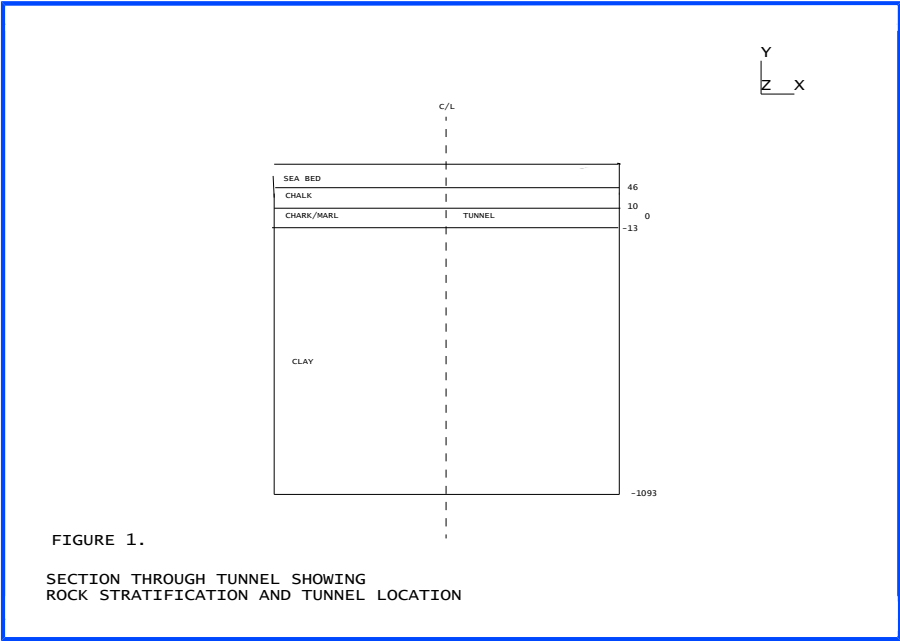 Y
Z X
C/L
SEA BED
46
CHALK
10
CHARK/MARL TUNNEL 0
-13
CLAY
-1093
FIGURE 1.
SECTION THROUGH TUNNEL SHOWING
ROCK STRATIFICATION AND TUNNEL LOCATION